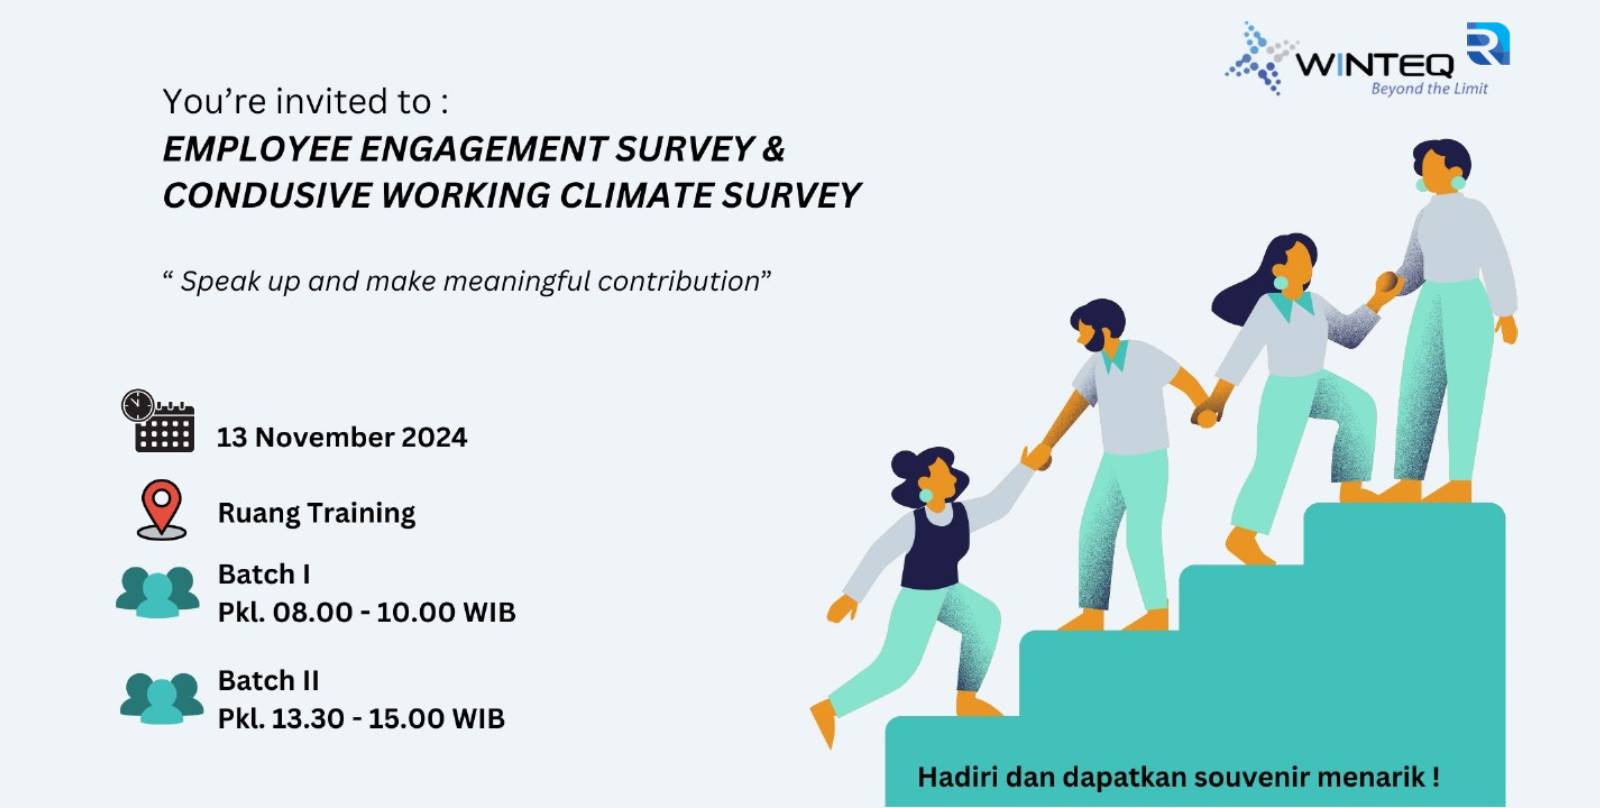 WINTEQ
Beyond the Limit
You’re invited to :
EMPLOYEE ENGAGEMENT SURVEY &
CONDUSIVE WORKING CLIMATE SURVEY
“ Speak up and make meaningful contribution”
13 November 2024
Ruang Training
Batch I
Pkl. 08.00 - 10.00 WIB
Batch II
Pkl. 13.30 - 15.00 WIB
Hadiri dan dapatkan souvenir menarik !